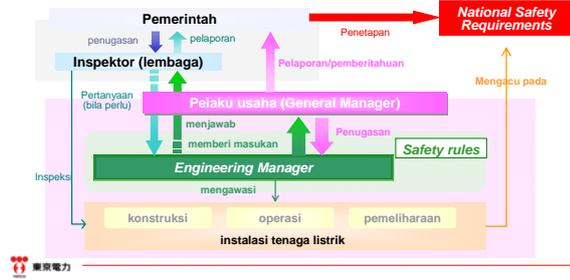 Pemerintah
National Safety
Requirements
Penetapan
penugasan
pelaporan
Inspektor (lembaga)
Pelaporan/pemberitahuan
Mengacu pada
Pertanyaan
(bila perlu)
Pelaku usaha (General Manager)
menjawab
memberi masukan
Penugasan
Safety rules
Engineering Manager
Inspeksi
mengawasi
konstruksi
operasi
pemeliharaan
instalasi tenaga listrik
東京電力